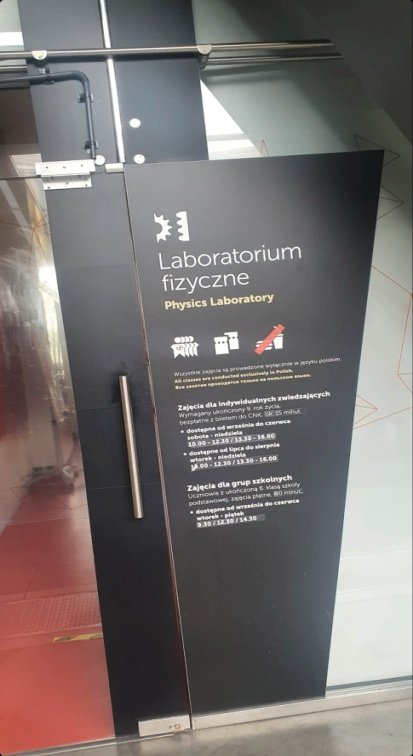 Laboratorium
fizyczne
Physics Laboratory
Wszystkie zajęcia są prowadzone wyłącznie w języku polskim.
All classes are conducted exclusively in Polish.
Все занятия проводятся только на польском языке.
Zajęcia dla indywidualnych zwiedzających
Wymagany ukończony 9. rok życia,
bezpłatne z biletem do CNK, ok. 35 minut.
• dostępne od września do czerwca
sobota - niedziela
10.00 - 12.30 / 13.30 - 16.00
• dostępne od lipca do sierpnia
wtorek - niedziela
10.00 - 12.30 / 13.30 - 16.00
Zajęcia dla grup szkolnych
Uczniowie z ukończoną 6. klasą szkoły
podstawowej, zajęcia płatne, 80 minut.
• dostępne od września do czerwca
wtorek - piątek
9.30 / 12.30 / 14.30